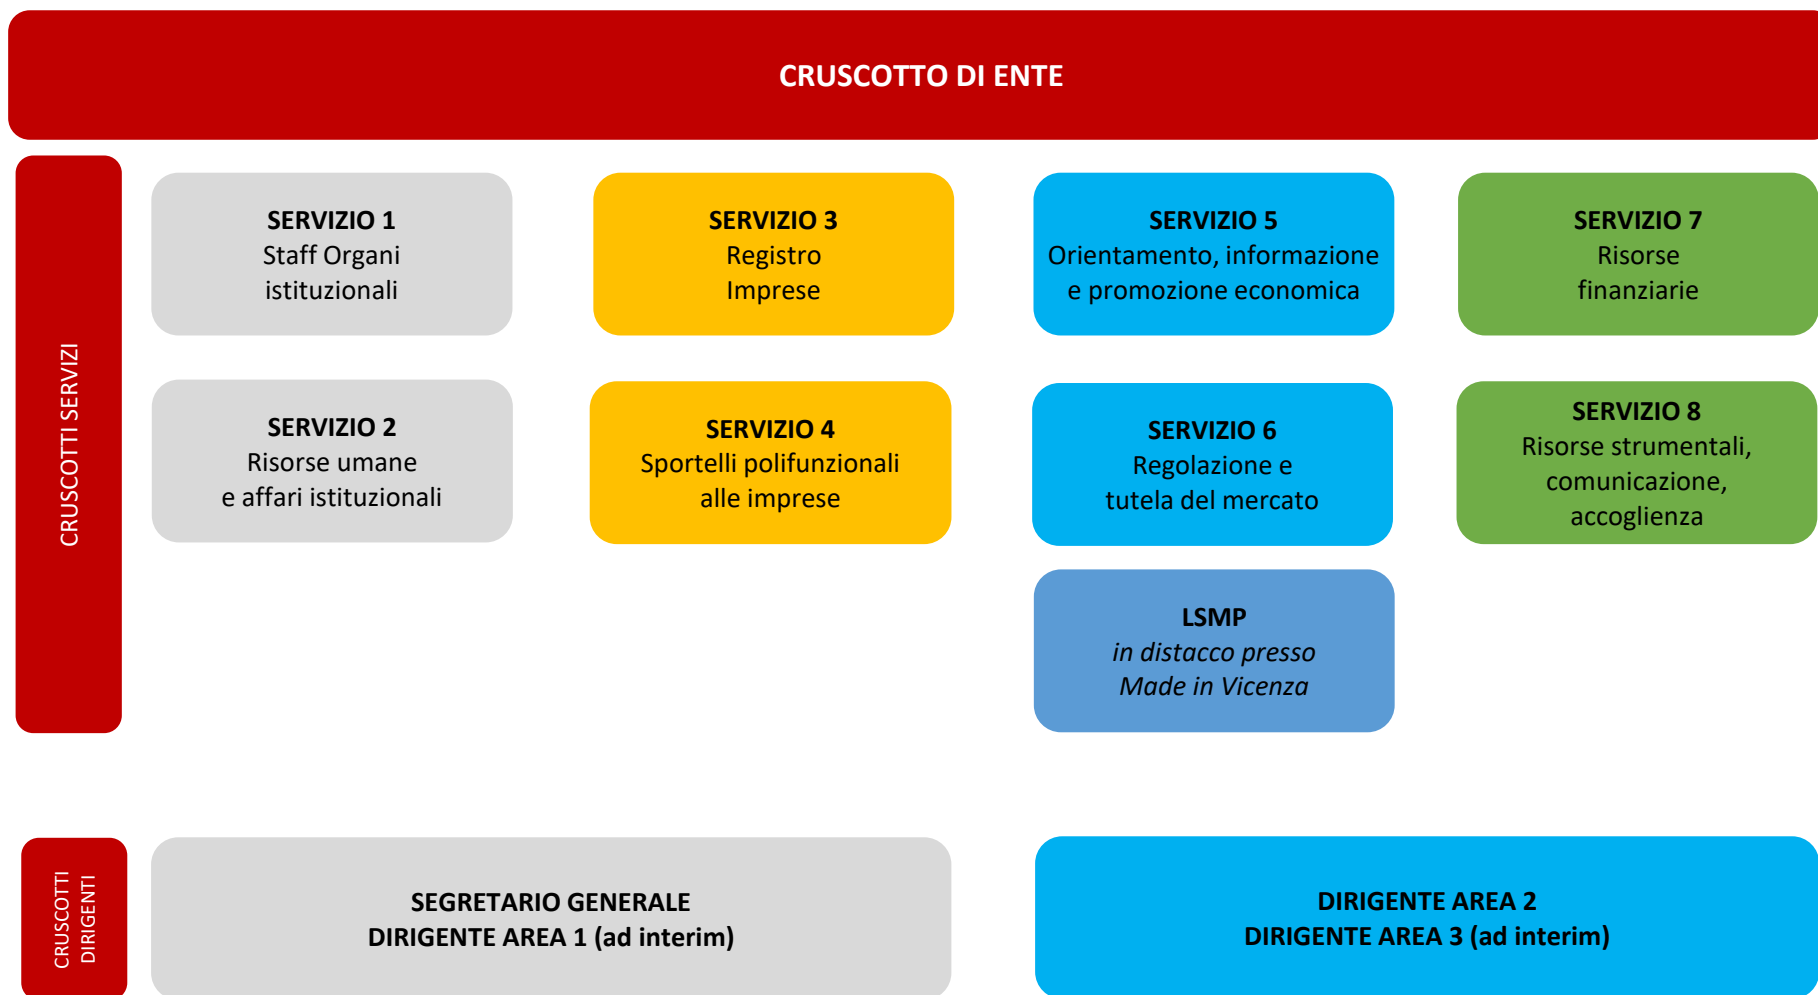 CRUSCOTTO DI ENTE
CRUSCOTTI SERVIZI
SERVIZIO 1
Staff Organi
istituzionali
SERVIZIO 3
Registro
Imprese
SERVIZIO 5
Orientamento, informazione
e promozione economica
SERVIZIO 7
Risorse
finanziarie
SERVIZIO 2
Risorse umane
e affari istituzionali
SERVIZIO 4
Sportelli polifunzionali
alle imprese
SERVIZIO 6
Regolazione e
tutela del mercato
SERVIZIO 8
Risorse strumentali,
comunicazione,
accoglienza
LSMP
in distacco presso
Made in Vicenza
CRUSCOTTI
DIRIGENTI
SEGRETARIO GENERALE
DIRIGENTE AREA 1 (ad interim)
DIRIGENTE AREA 2
DIRIGENTE AREA 3 (ad interim)